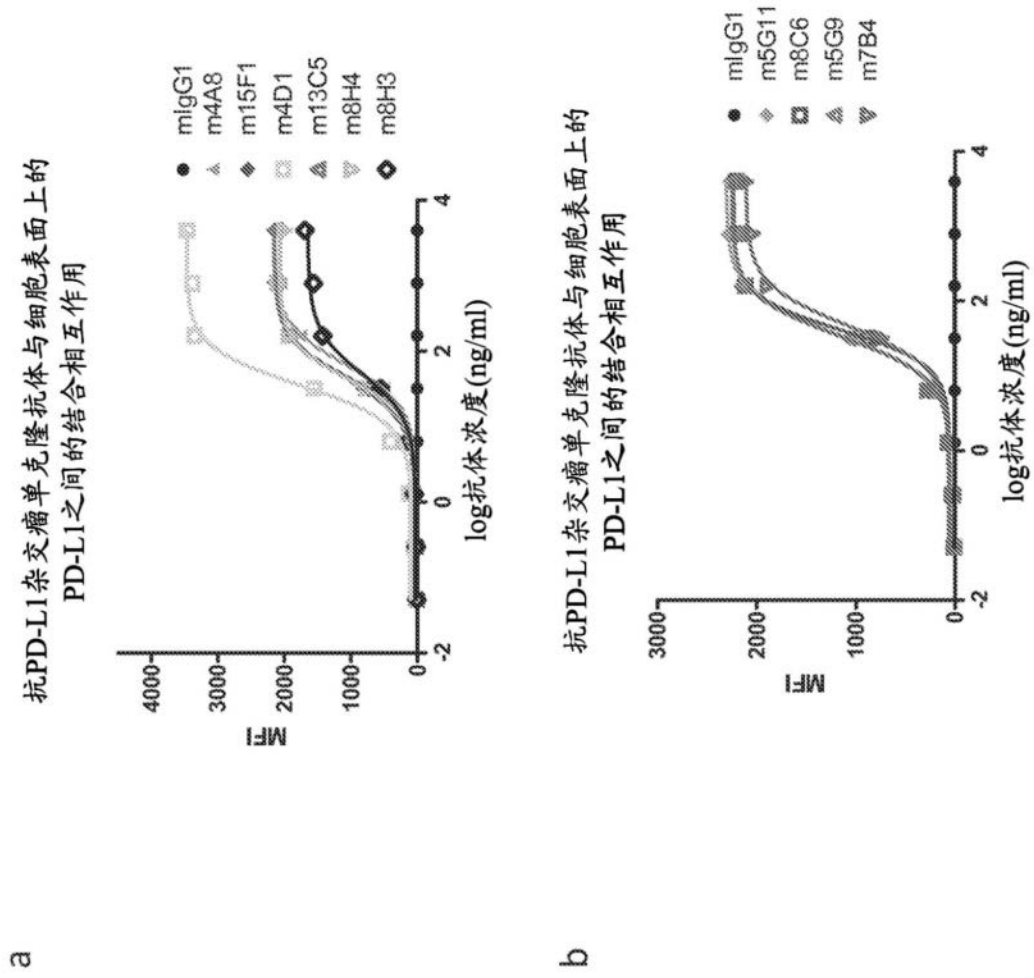 a
抗PD-L1杂交瘤单克隆抗体与细胞表面上的
PD-L1之间的结合相互作用
MFI
4000
3000
2000
1000
0
-2
0
2
4
log抗体浓度(ng/ml)
mIgG1
m4A8
m15F1
m4D1
m13C5
m8H4
m8H3
b
抗PD-L1杂交瘤单克隆抗体与细胞表面上的
PD-L1之间的结合相互作用
MFI
3000
2000
1000
0
-2
0
2
4
log抗体浓度(ng/ml)
mIgG1
m5G11
m8C6
m5G9
m7B4